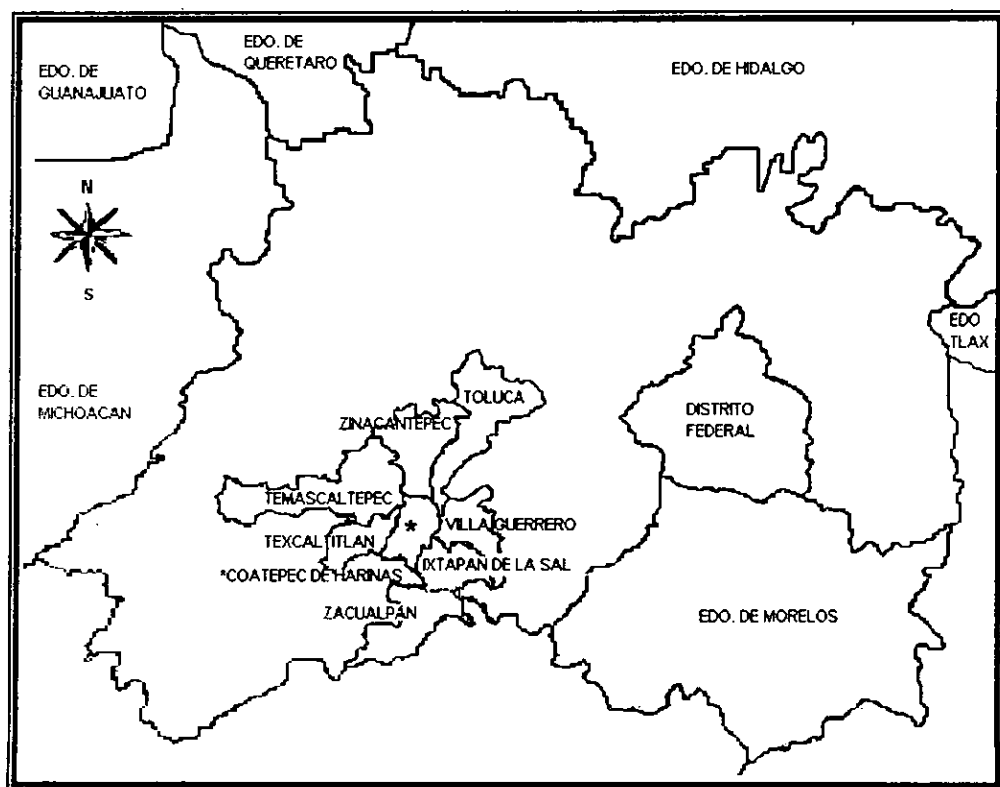 EDO. DE
GUANAJUATO
EDO. DE
QUERETARO
EDO. DE HIDALGO
N
S
EDO
TLAX
EDO. DE
MICHOACAN
TOLUCA
ZINACANTEPEC
DISTRITO
FEDERAL
TEMASCALTEPEC
*
VILLA GUERRERO
TEXCALTITLAN
IXTAPAN DE LA SAL
*COATEPEC DE HARINAS
ZACUALPAN
EDO. DE MORELOS